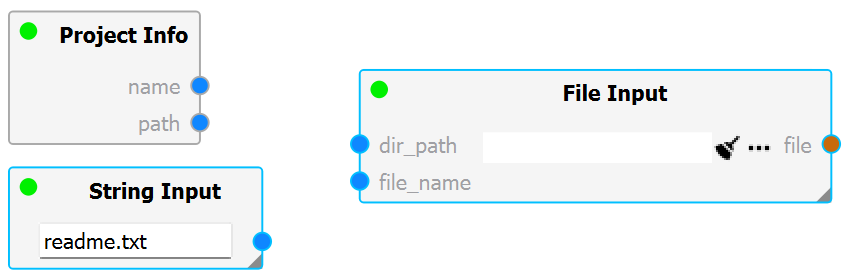 Project Info
name
path
String Input
readme.txt
File Input
dir_path
file
file_name